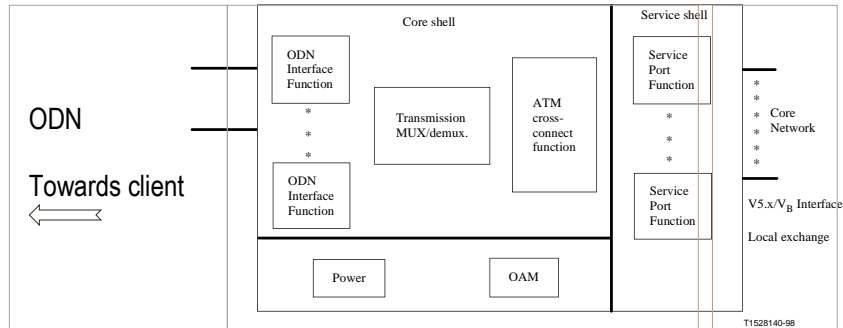 Core shell
Service shell
ODN
Interface
Function
*
*
*
ODN
Interface
Function
Transmission
MUX/demux.
ATM
cross-
connect
function
Service
Port
Function
*
*
*
Service
Port
Function
*
*
*
*
*
*
Core
Network
V5.x/VB Interface
Local exchange
ODN
Towards client
Power
OAM
T1528140-98